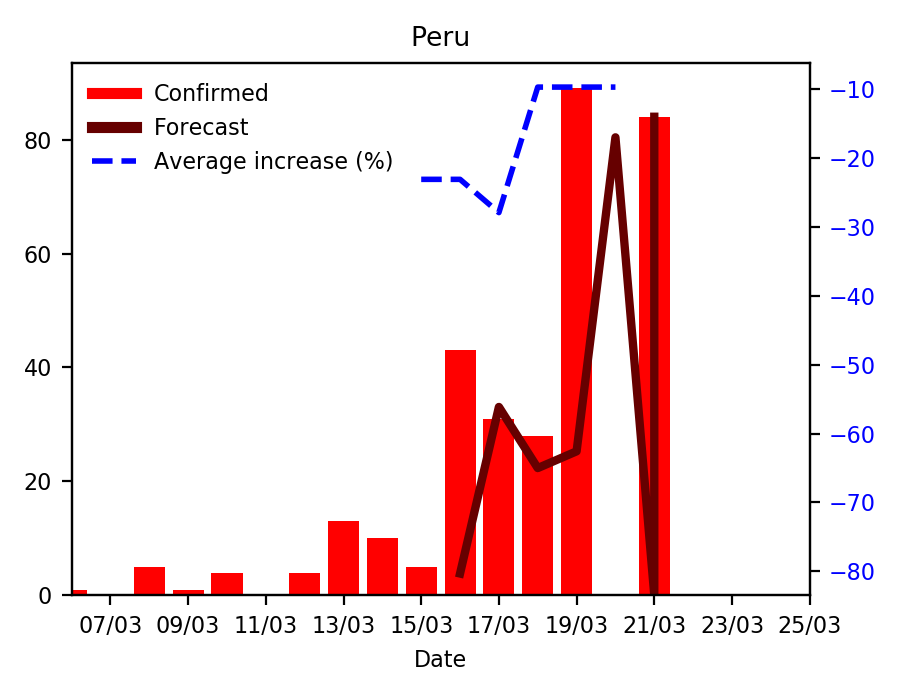 Peru
Confirmed
Forecast
Average increase (%)
80
60
40
20
0
−10
−20
−30
−40
−50
−60
−70
−80
07/03 09/03 11/03 13/03 15/03 17/03 19/03 21/03 23/03 25/03
Date